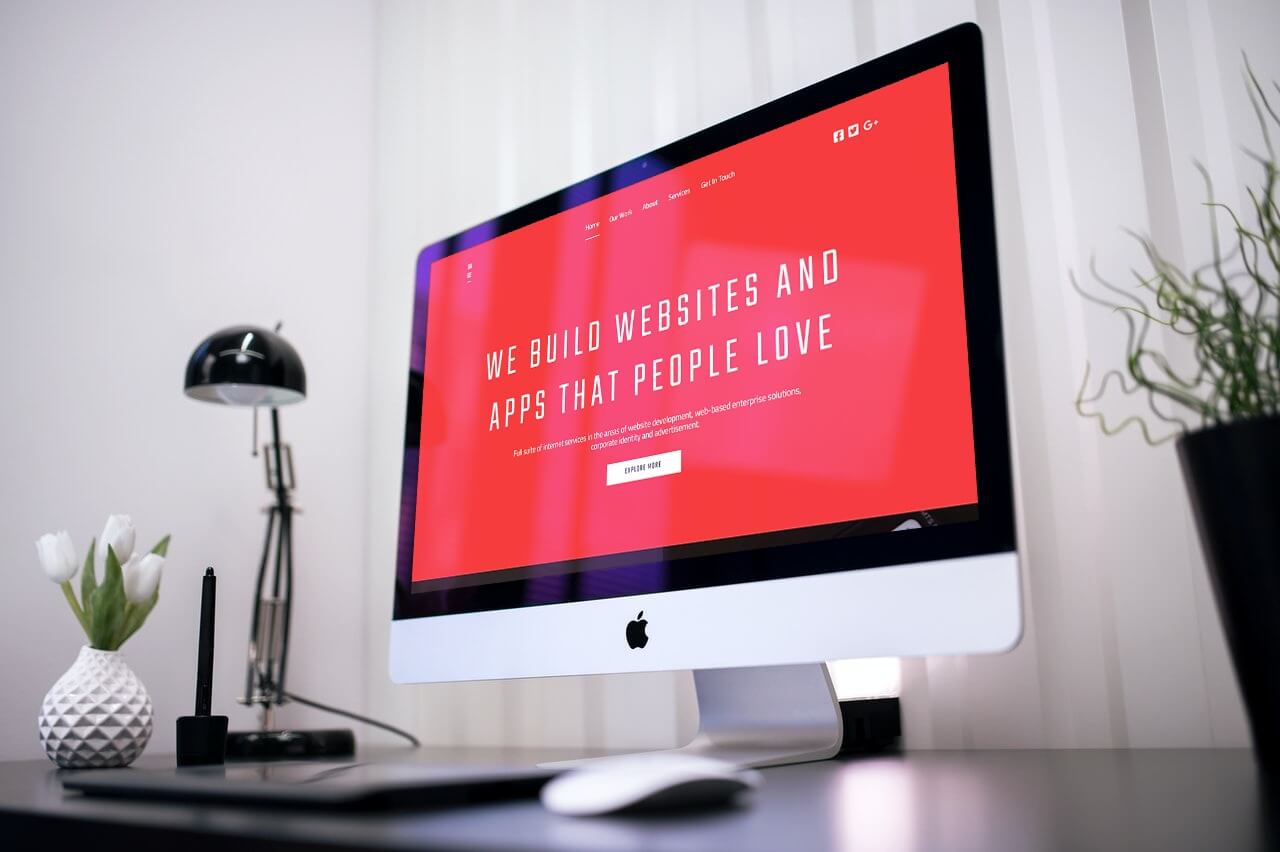 Home Our Work About Services Get In Touch
WE BUILD WEBSITES AND
APPS THAT PEOPLE LOVE
Full suite of internet services in the areas of website development, web-based enterprise solutions,
corporate identity and advertisement.
EXPLORE MORE